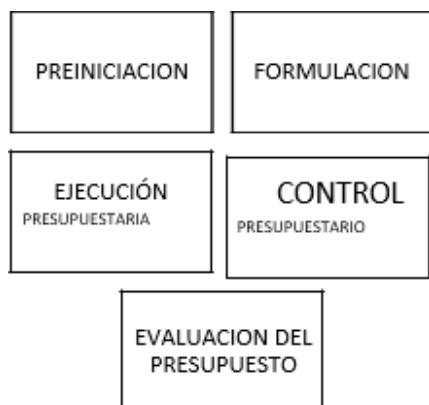 PREINICIACION
FORMULACION
EJECUCIÓN
PRESUPUESTARIA
CONTROL
PRESUPUESTARIO
EVALUACION DEL
PRESUPUESTO